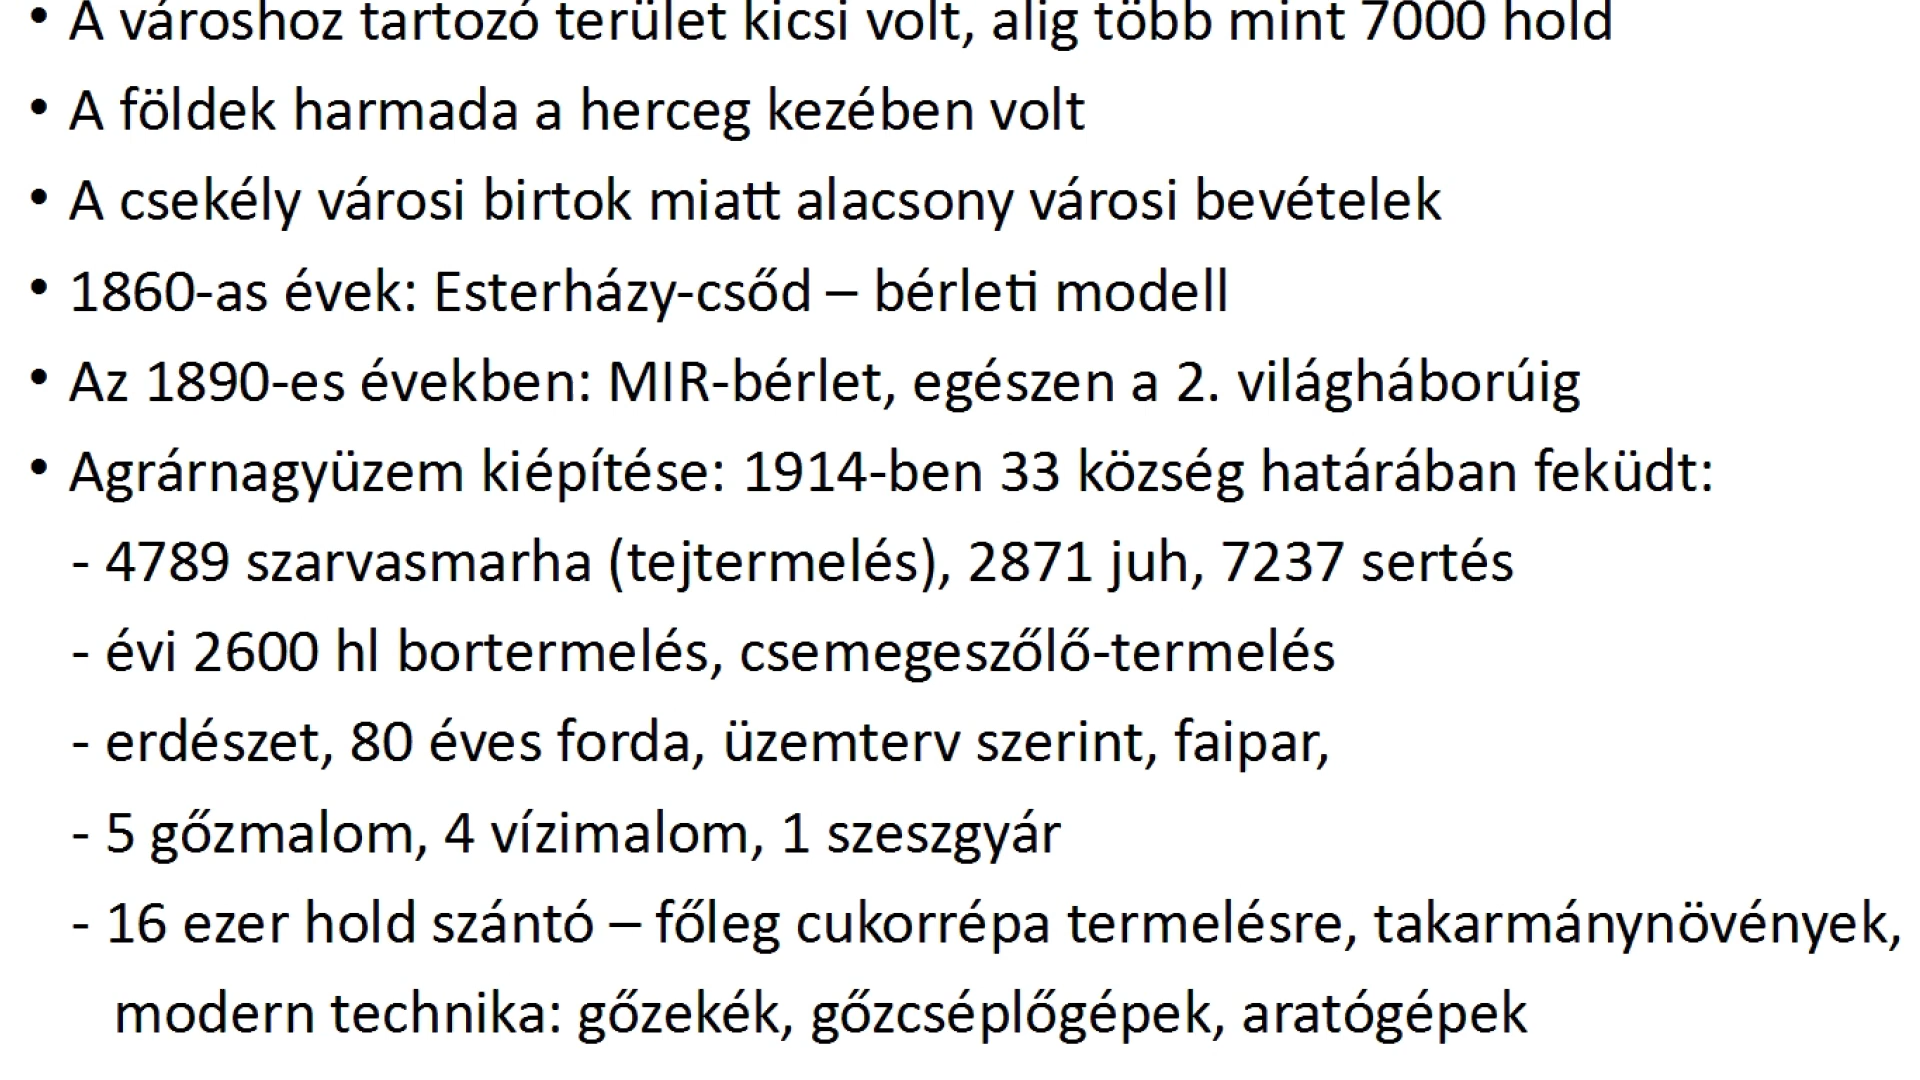 • A városhoz tartozó terület kicsi volt, alig több mint 7000 hold
• A földek harmada a herceg kezében volt
• A csekély városi birtok miatt alacsony városi bevételek
• 1860-as évek: Esterházy-csőd – bérleti modell
• Az 1890-es években: MIR-bérlet, egészen a 2. világháborúig
• Agrárnagyüzem kiépítése: 1914-ben 33 község határában feküdt:
- 4789 szarvasmarha (tejtermelés), 2871 juh, 7237 sertés
- évi 2600 hl bortermelés, csemegeszőlő-termelés
- erdészet, 80 éves forda, üzemterv szerint, faipar,
- 5 gőzmalom, 4 vízimalom, 1 szeszgyár
- 16 ezer hold szántó – főleg cukorrépa termelésre, takarmánynövények,
modern technika: gőzekék, gőzcséplőgépek, aratógépek